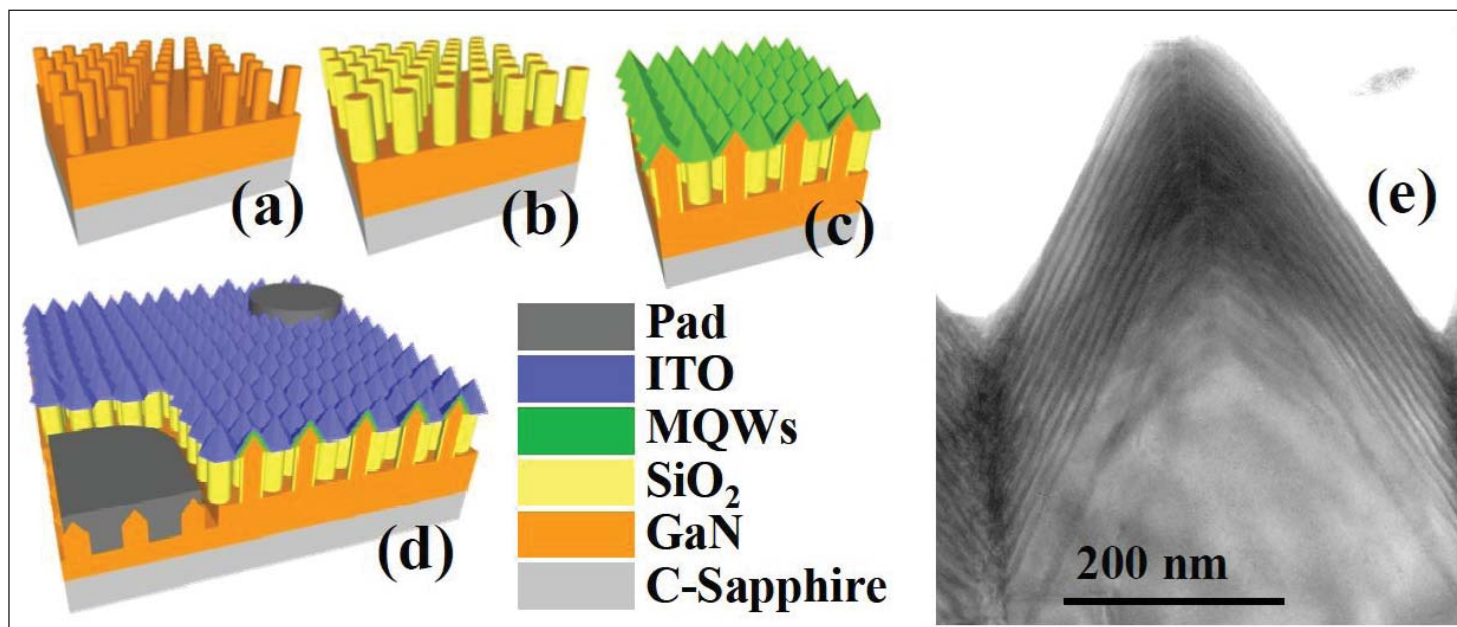 (a)
(b)
(c)
(d)
Pad
ITO
MQWs
SiO₂
GaN
C-Sapphire
(e)
200 nm